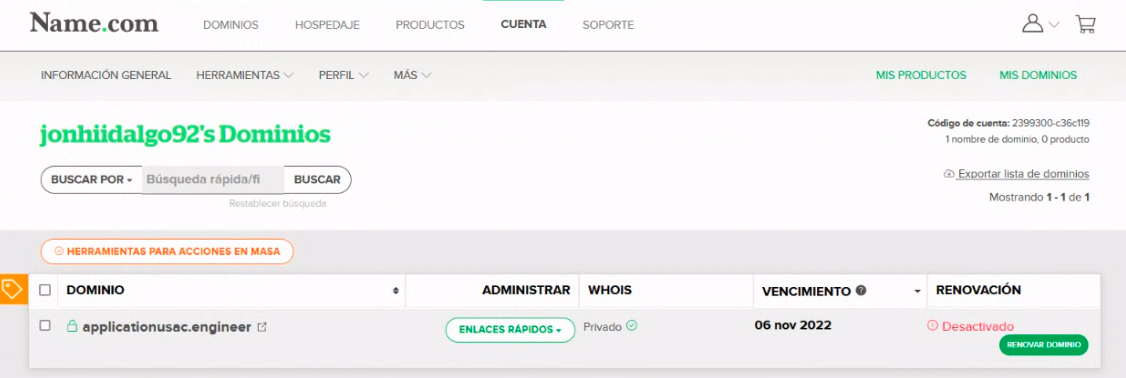 Name.com DOMINIOS HOSPEDAJE PRODUCTOS CUENTA SOPORTE
INFORMACIÓN GENERAL HERRAMIENTAS PERFIL MÁS MIS PRODUCTOS MIS DOMINIOS
jonhiidalgo92's Dominios
Código de cuenta: 2399300-c36c119
1 nombre de dominio, 0 producto
BUSCAR POR Búsqueda rápida/fi BUSCAR
Exportar lista de dominios
Restablecer búsqueda
Mostrando 1 - 1 de 1
HERRAMIENTAS PARA ACCIONES EN MASA
DOMINIO ADMINISTRAR WHOIS VENCIMIENTO RENOVACIÓN
applicationusac.engineer ENLACES RÁPIDOS Privado 06 nov 2022 Desactivado
RENOVAR DOMINIO